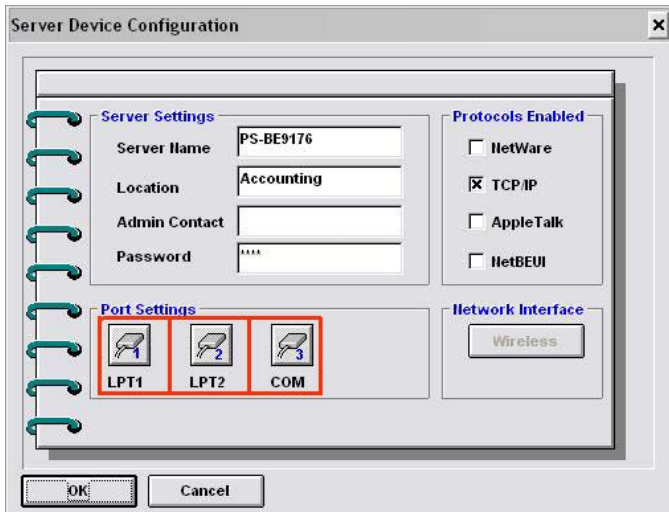 Server Device Configuration
Server Settings
Server Name PS-BE9176
Location Accounting
Admin Contact
Password ****
Protocols Enabled
NetWare
TCP/IP
AppleTalk
NetBEUI
Port Settings
1 2 3
LPT1 LPT2 COM
Network Interface
Wireless
OK Cancel